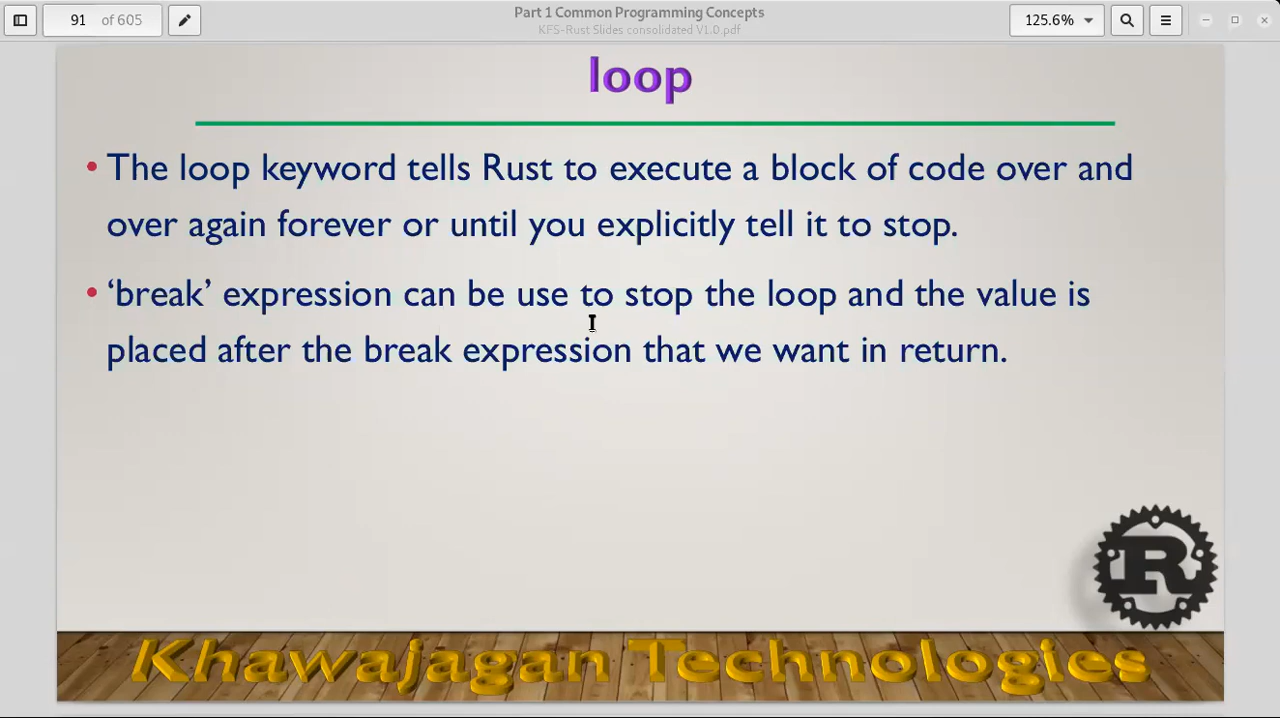 91 of 605
Part 1 Common Programming Concepts
KFS-Rust Slides consolidated V1.0.pdf
125.6%
loop
• The loop keyword tells Rust to execute a block of code over and
over again forever or until you explicitly tell it to stop.
• ‘break’ expression can be use to stop the loop and the value is
placed after the break expression that we want in return.
R
Khawajagan Technologies